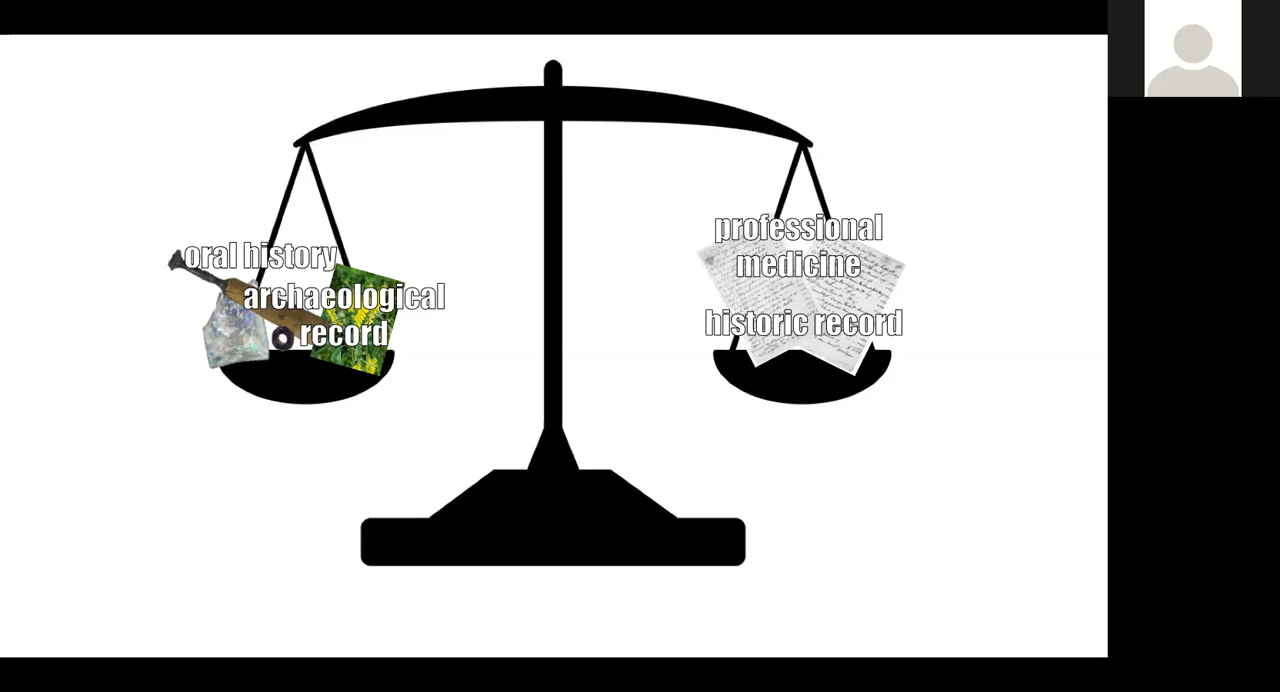 oral history
archaeological
record
professional
medicine
historic record